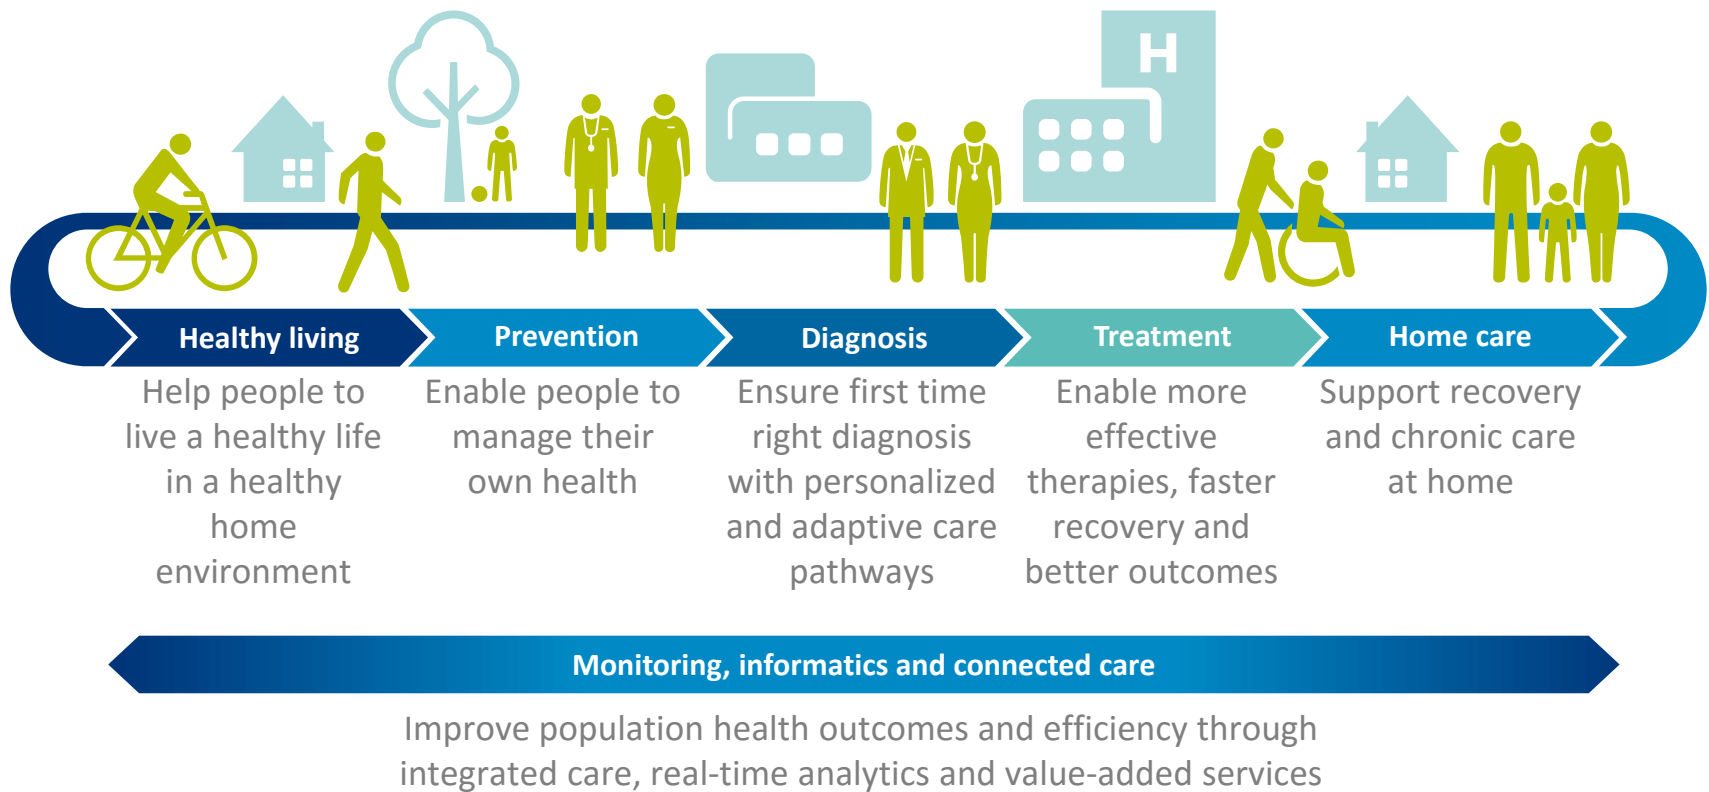 H
Healthy living
Prevention
Diagnosis
Treatment
Home care
Help people to
live a healthy life
in a healthy
home
environment
Enable people to
manage their
own health
Ensure first time
right diagnosis
with personalized
and adaptive care
pathways
Enable more
effective
therapies, faster
recovery and
better outcomes
Support recovery
and chronic care
at home
Monitoring, informatics and connected care
Improve population health outcomes and efficiency through
integrated care, real-time analytics and value-added services